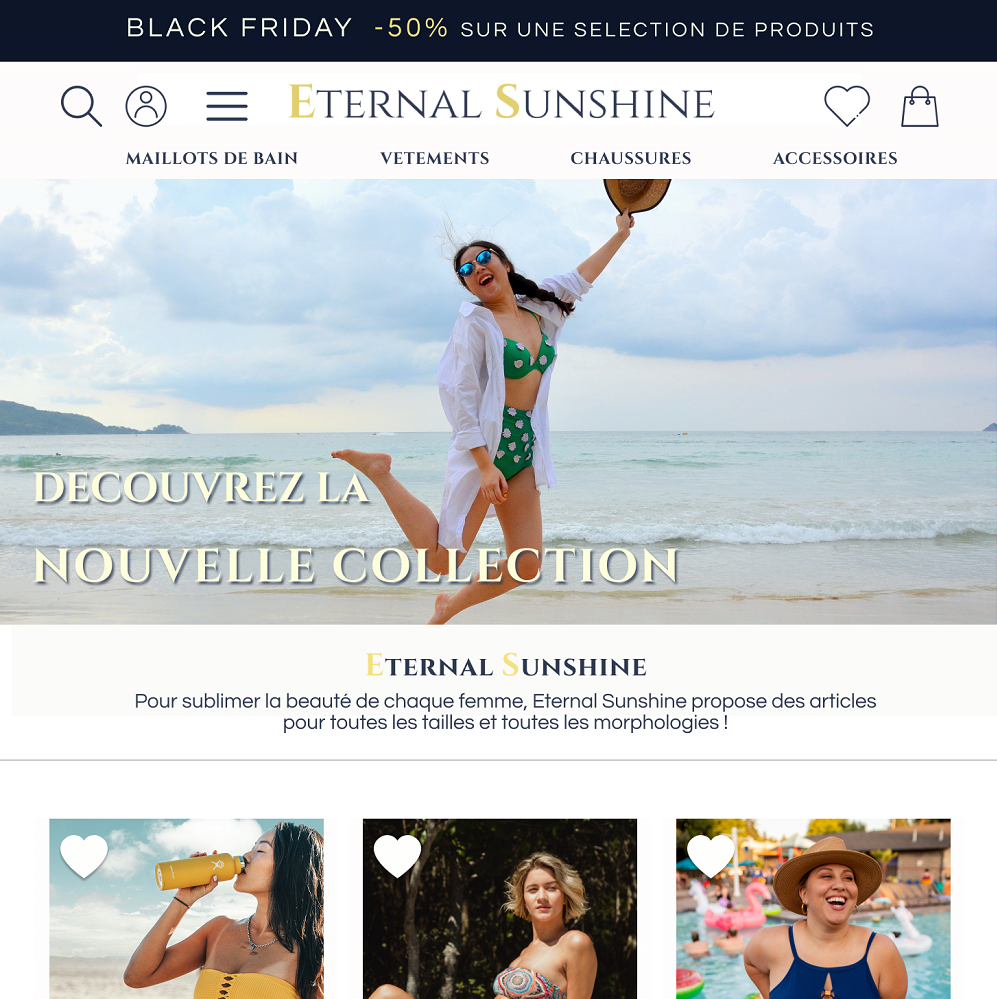 BLACK FRIDAY -50% SUR UNE SELECTION DE PRODUITS
ETERNAL SUNSHINE
MAILLOTS DE BAIN VETEMENTS CHAUSSURES ACCESSOIRES
DECOUVREZ LA
NOUVELLE COLLECTION
ETERNAL SUNSHINE
Pour sublimer la beauté de chaque femme, Eternal Sunshine propose des articles
pour toutes les tailles et toutes les morphologies !